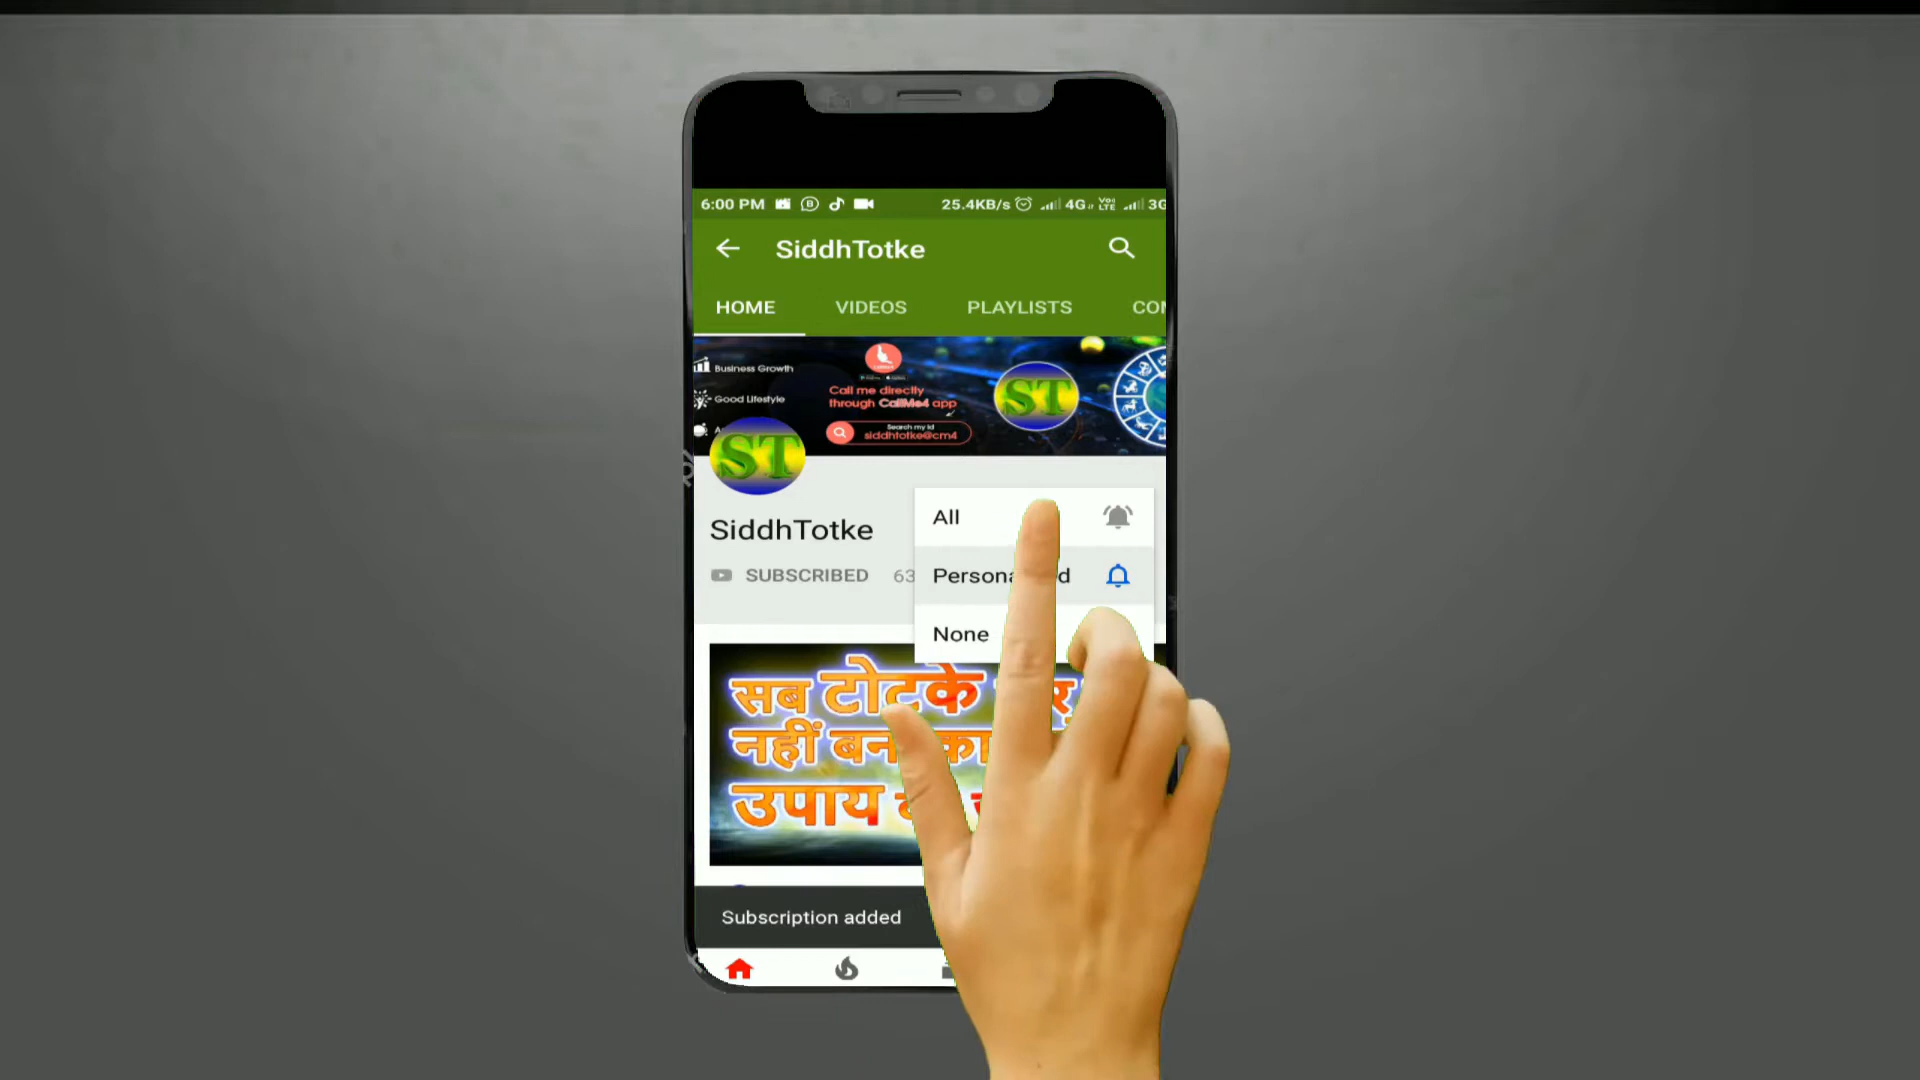 6:00 PM
25.4KB/s 4G Vo LTE 3G
SiddhTotke
HOME VIDEOS PLAYLISTS
Business Growth
Good Lifestyle
Call me directly
through CallMe4 app
Search my Id
siddhtotke@cm4
ST
ST
SiddhTotke
SUBSCRIBED 63
All
None
सब टोटके
नहीं
उपाय
Subscription added